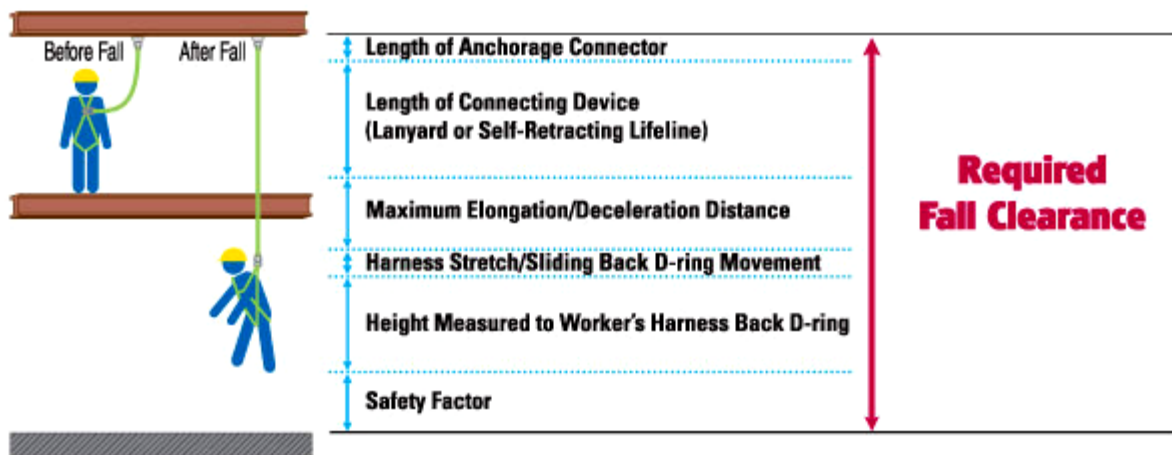 Before Fall
After Fall
Length of Anchorage Connector
Length of Connecting Device
(Lanyard or Self-Retracting Lifeline)
Maximum Elongation/Deceleration Distance
Harness Stretch/Sliding Back D-ring Movement
Height Measured to Worker's Harness Back D-ring
Safety Factor
Required
Fall Clearance